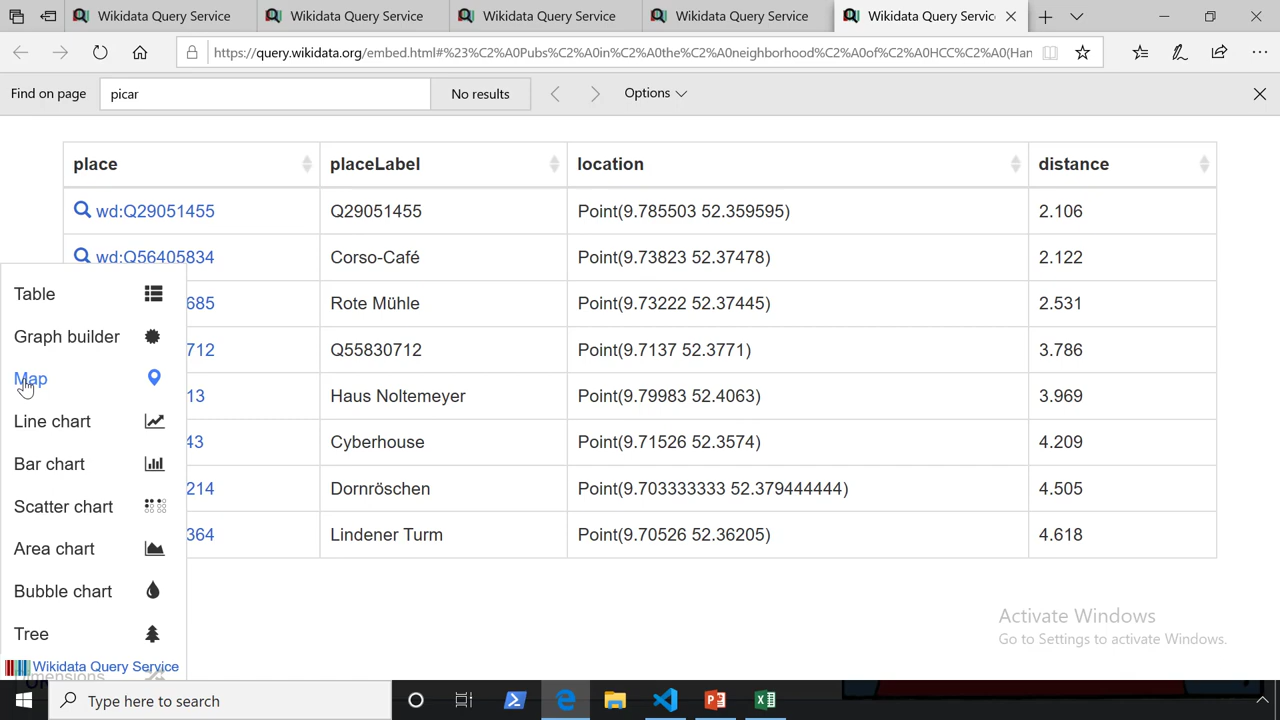 Wikidata Query Service
Wikidata Query Service
Wikidata Query Service
Wikidata Query Service
Wikidata Query Servic
https://query.wikidata.org/embed.html#%23%C2%A0Pubs%C2%A0in%C2%A0the%C2%A0neighborhood%C2%A0of%C2%A0HCC%C2%A0(Han
Find on page picar No results Options
place placeLabel location distance
wd:Q29051455 Q29051455 Point(9.785503 52.359595) 2.106
wd:Q56405834 Corso-Café Point(9.73823 52.37478) 2.122
685 Rote Mühle Point(9.73222 52.37445) 2.531
712 Q55830712 Point(9.7137 53.3771) 3.786
13 Haus Noltemeyer Point(9.79983 52.4063) 3.969
43 Cyberhouse Point(9.71526 52.3574) 4.209
214 Dornröschen Point(9.703333333 52.379444444) 4.505
364 Lindener Turm Point(9.70526 52.36205) 4.618
Table
Graph builder
Map
Line chart
Bar chart
Scatter chart
Area chart
Bubble chart
Tree
Wikidata Query Service
Activate Windows
Go to Settings to activate Windows.
Type here to search